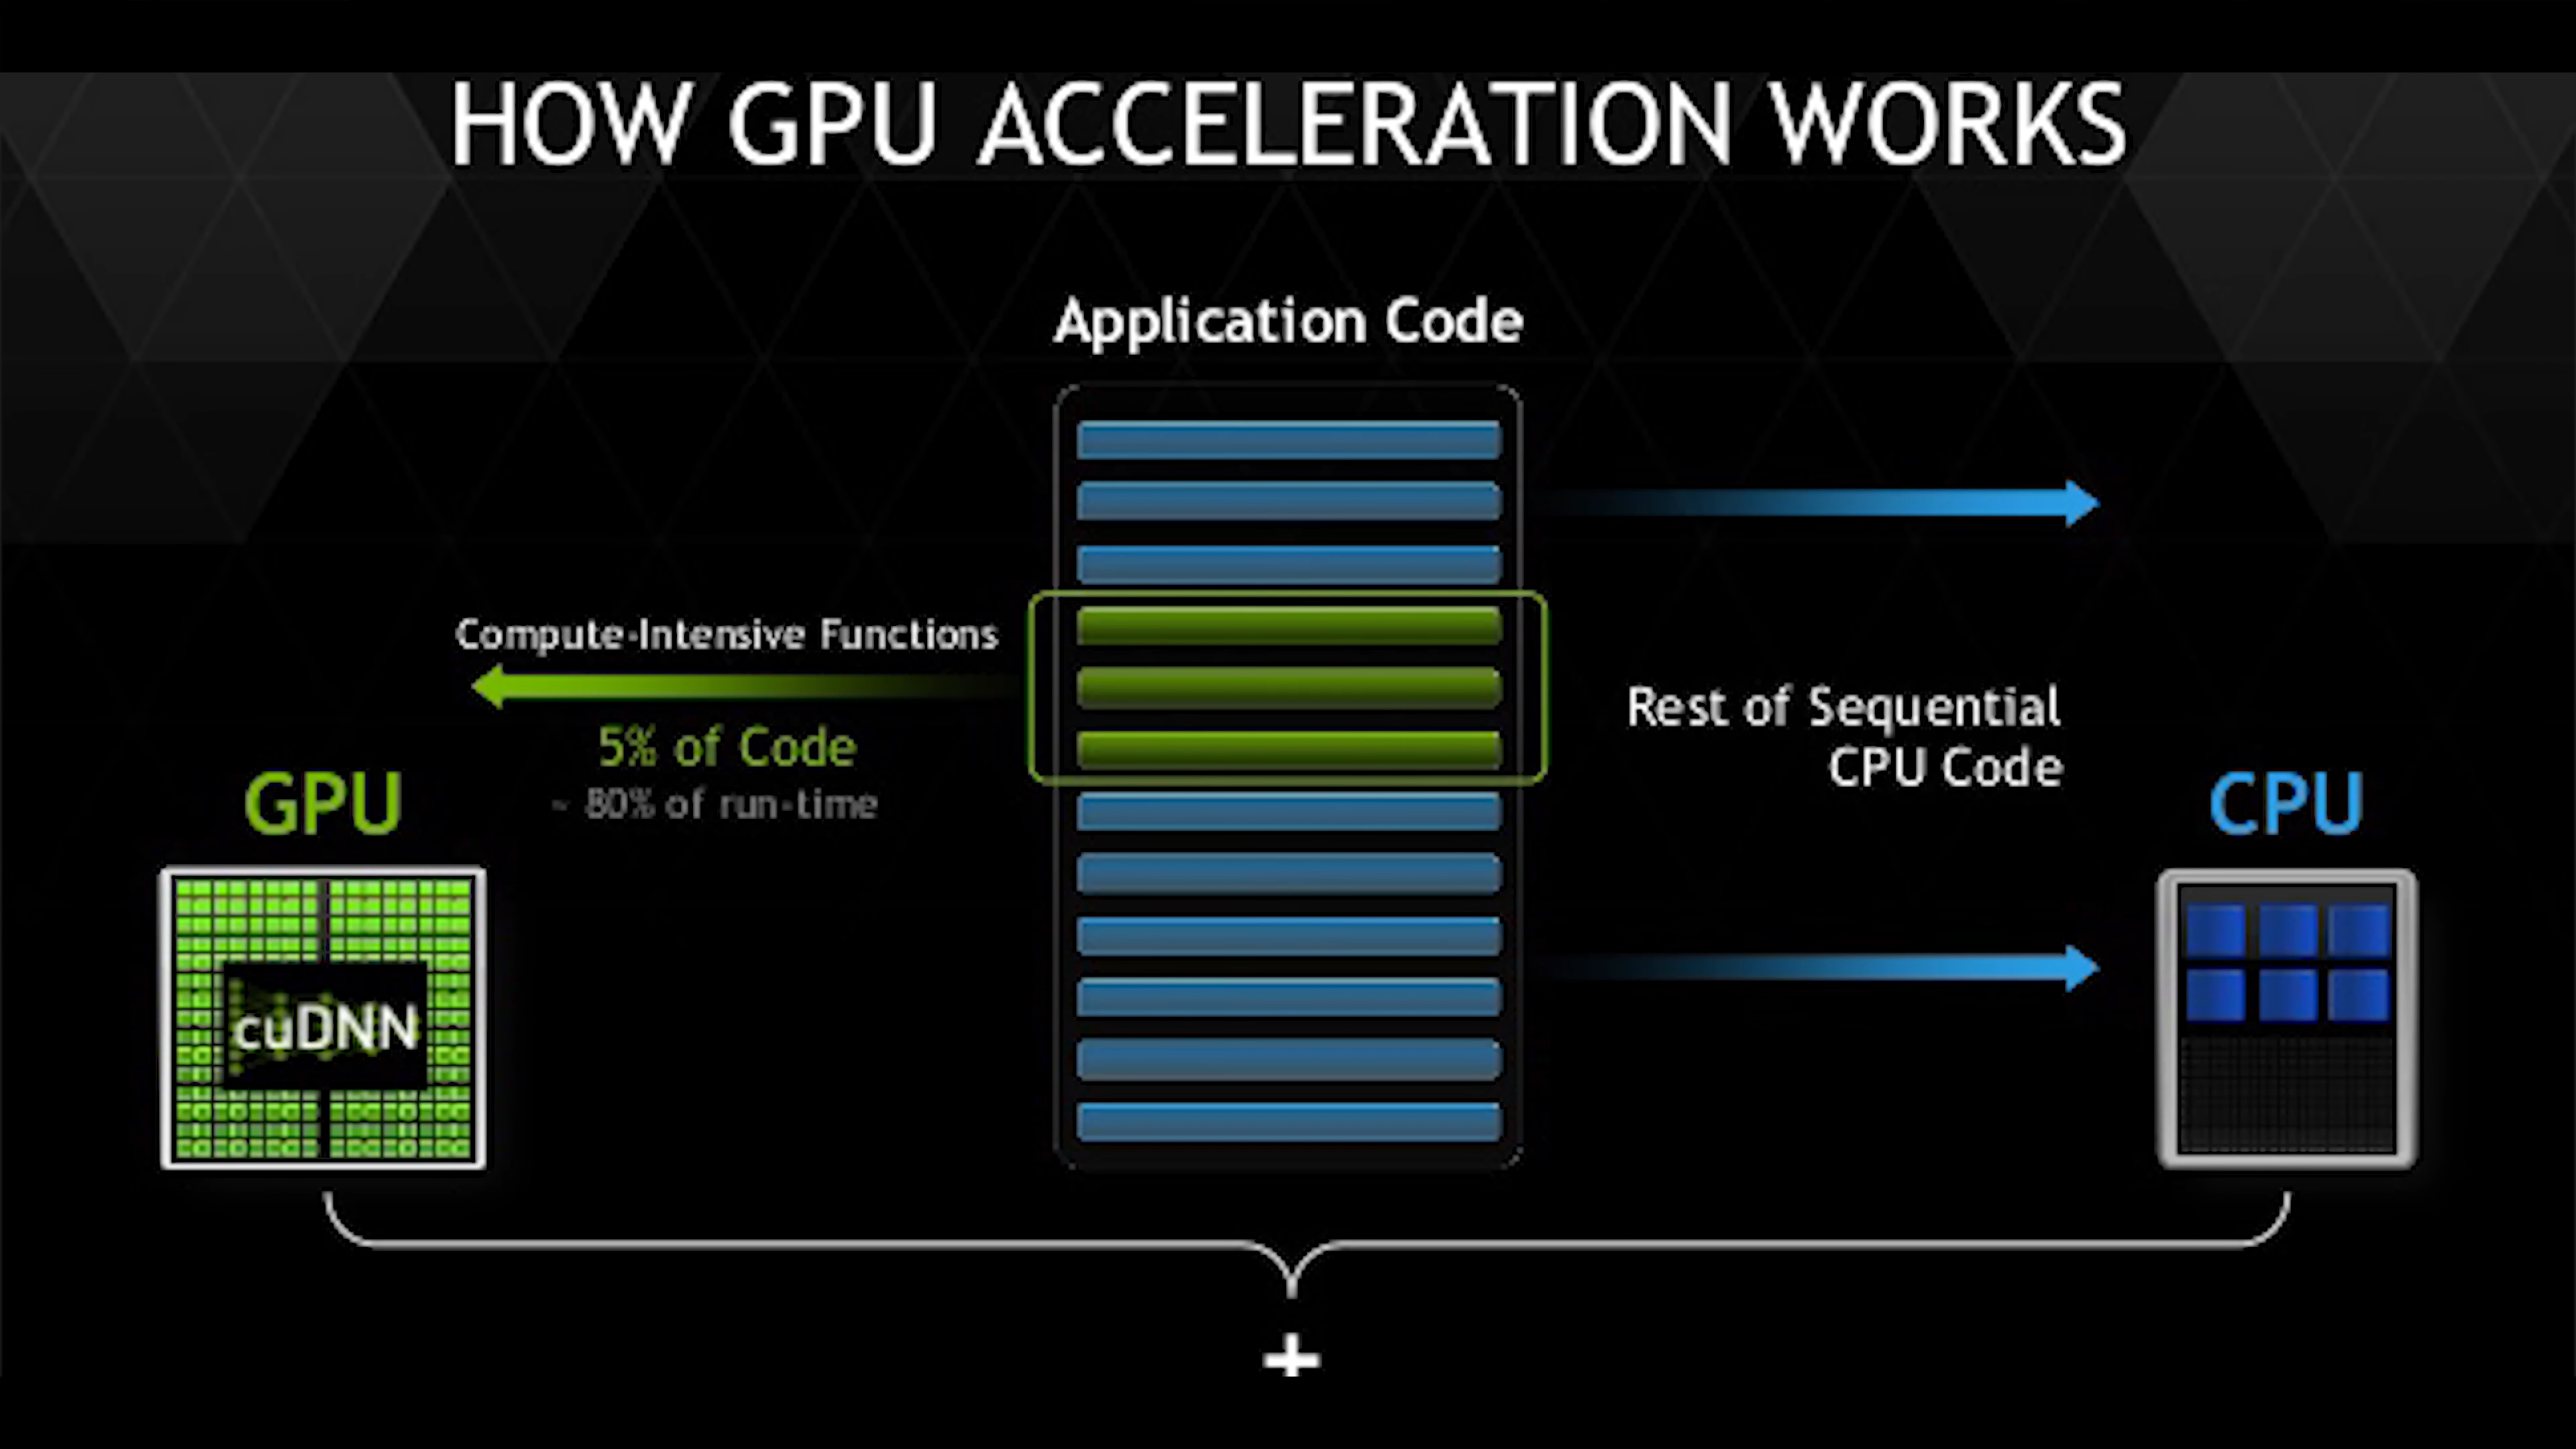 HOW GPU ACCELERATION WORKS
Application Code
Compute-Intensive Functions
5% of Code
~ 80% of run-time
Rest of Sequential
CPU Code
GPU
CPU
cuDNN
+